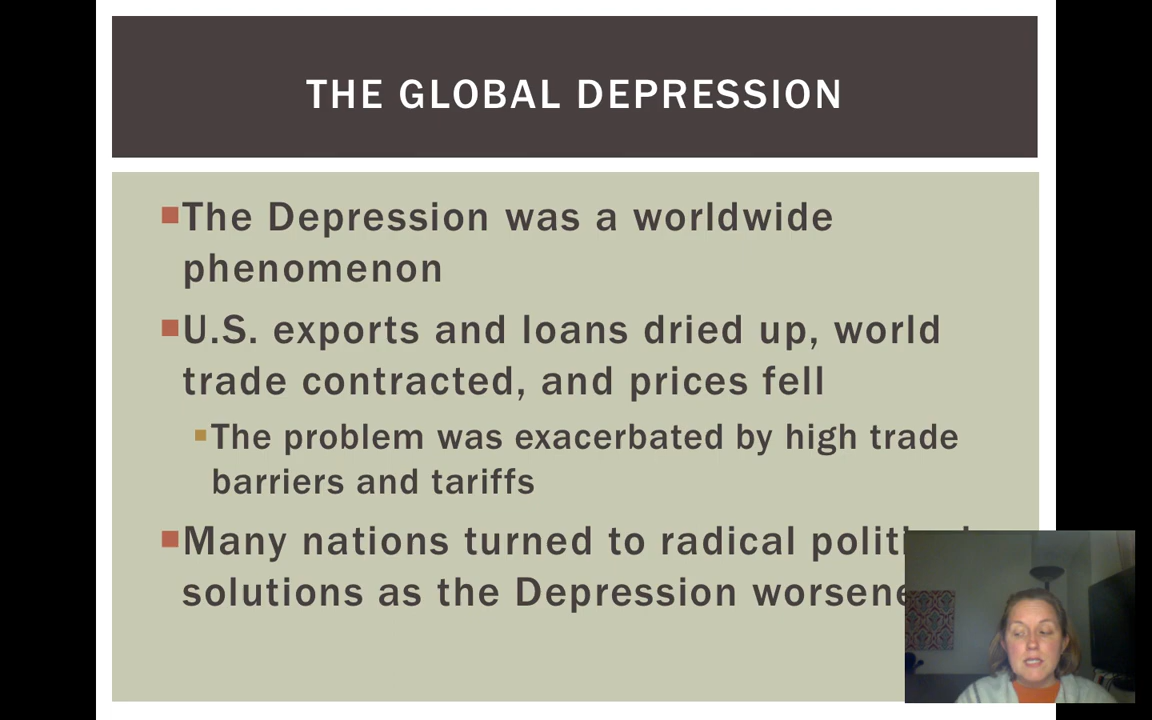 THE GLOBAL DEPRESSION
The Depression was a worldwide
phenomenon
U.S. exports and loans dried up, world
trade contracted, and prices fell
The problem was exacerbated by high trade
barriers and tariffs
Many nations turned to radical
solutions as the Depression